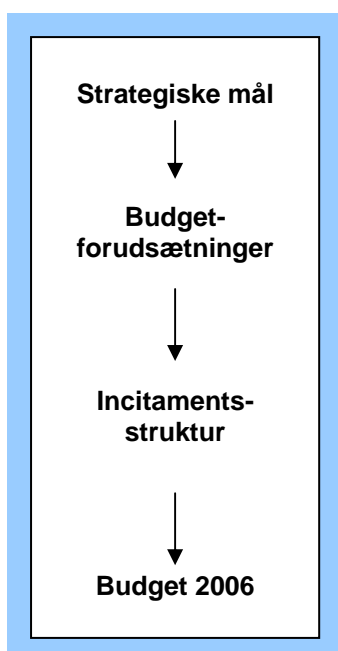 Strategiske mål
Budget-
forudsætninger
Incitaments-
struktur
Budget 2006